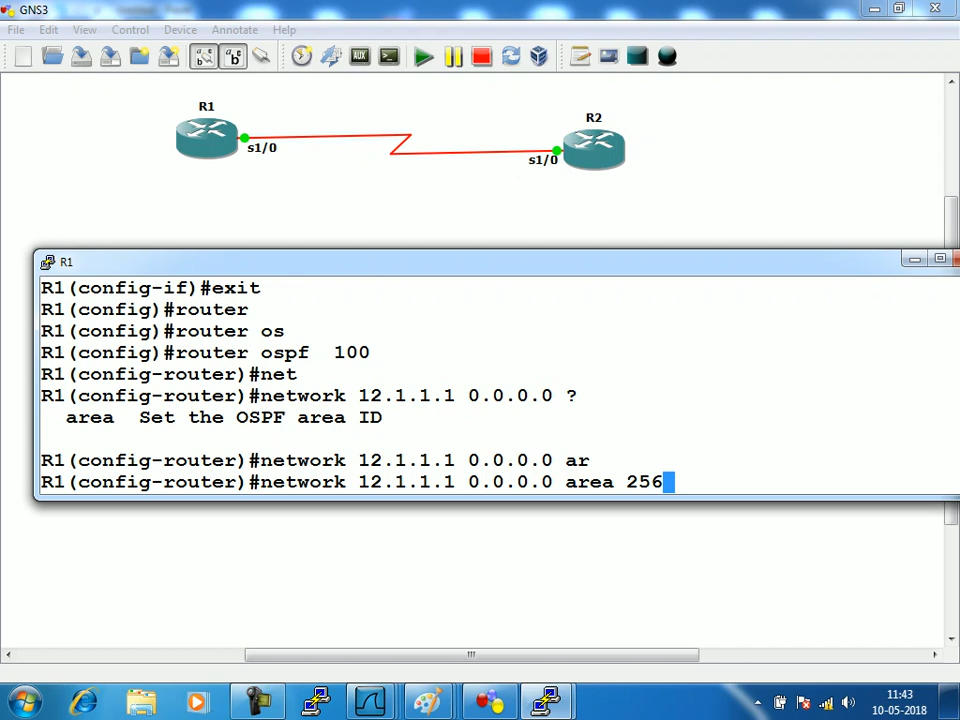 GNS3
File Edit View Control Device Annotate Help
R1
s1/0
R2
s1/0
R1
R1(config-if)#exit
R1(config)#router
R1(config)#router os
R1(config)#router ospf  100
R1(config-router)#net
R1(config-router)#network 12.1.1.1 0.0.0.0 ?
  area  Set the OSPF area ID
R1(config-router)#network 12.1.1.1 0.0.0.0 ar
R1(config-router)#network 12.1.1.1 0.0.0.0 area 256
11:43
10-05-2018